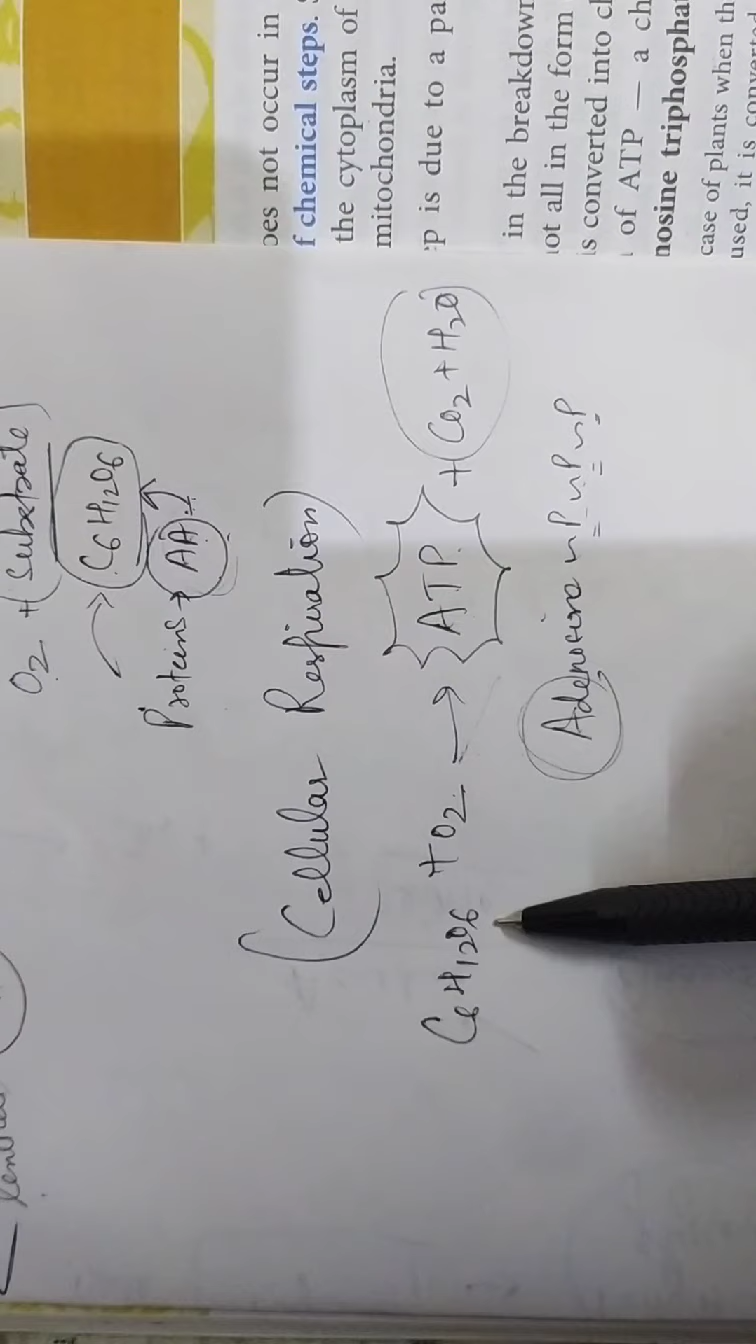 oes not occur in
f chemical steps.
the cytoplasm of
mitochondria.
p is due to a pa
in the breakdown
ot all in the form
is converted into cl
of ATP — a ch
nosine triphospha
case of plants when th
used, it is converted
O2 + (Substrate)
C6H12O6
Proteins → AA
(Cellular Respiration)
C6H12O6 + O2 → ATP + CO2 + H2O
Adenosine ~P~P~P